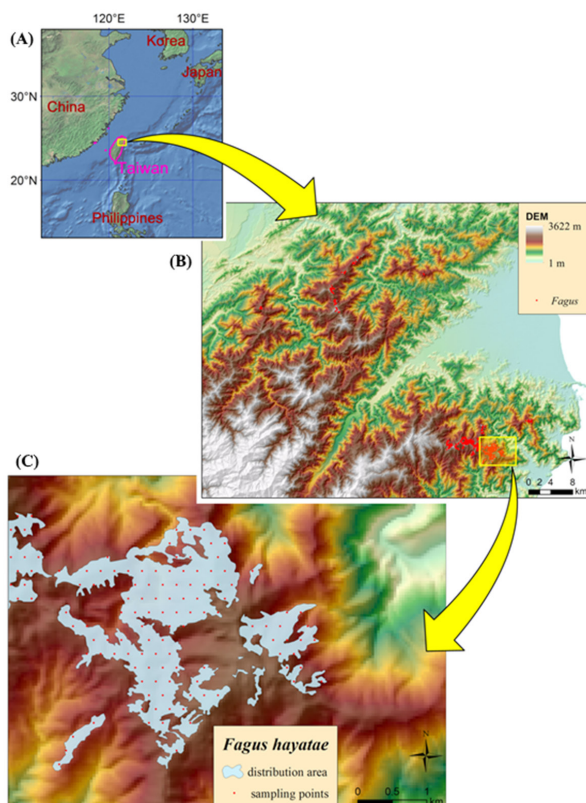 (A)
120°E
130°E
Korea
Japan
30°N
China
Taiwan
20°N
Philippines
(B)
DEM
3622 m
1 m
Fagus
N
0 2 4 8
km
(C)
Fagus hayatae
distribution area
sampling points
N
0 0.5 1
km